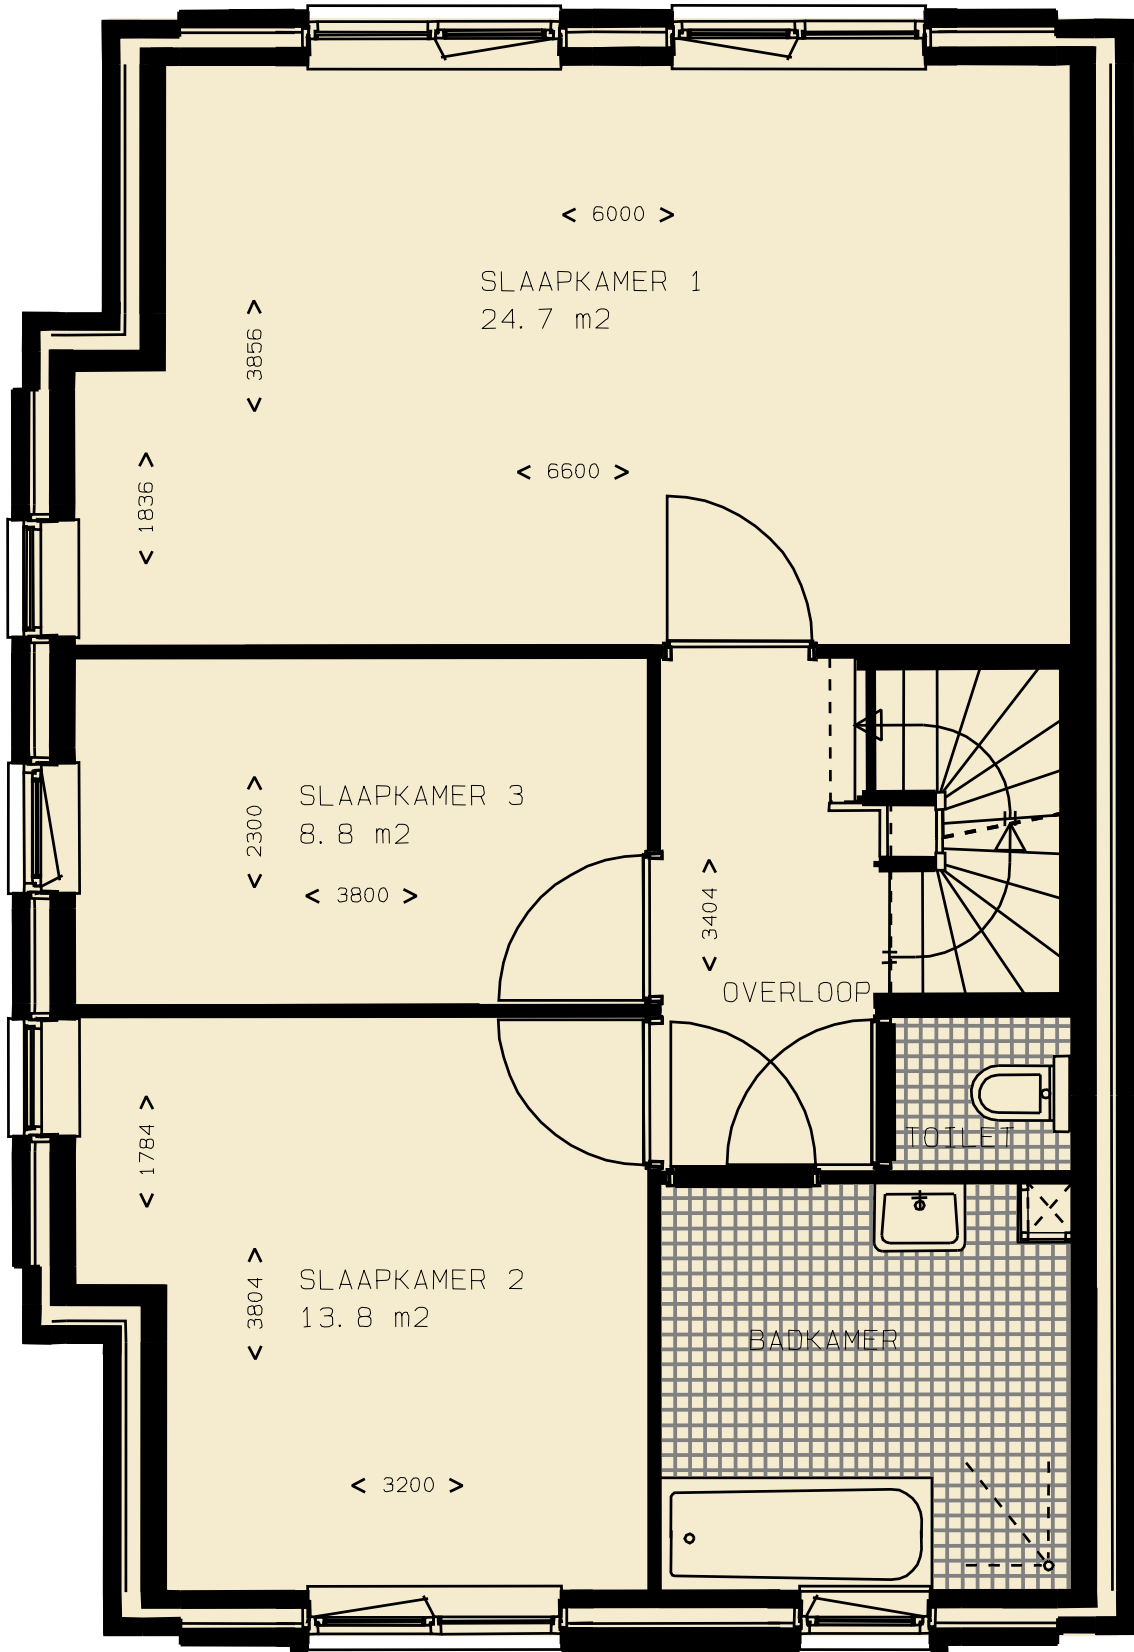 < 6000 >
SLAAPKAMER 1
24.7 m2
< 3856 >
< 6600 >
< 1836 >
SLAAPKAMER 3
8.8 m2
< 2300 >
< 3800 >
< 3404 >
OVERLOOP
TOILET
< 1784 >
SLAAPKAMER 2
13.8 m2
< 3804 >
BADKAMER
< 3200 >